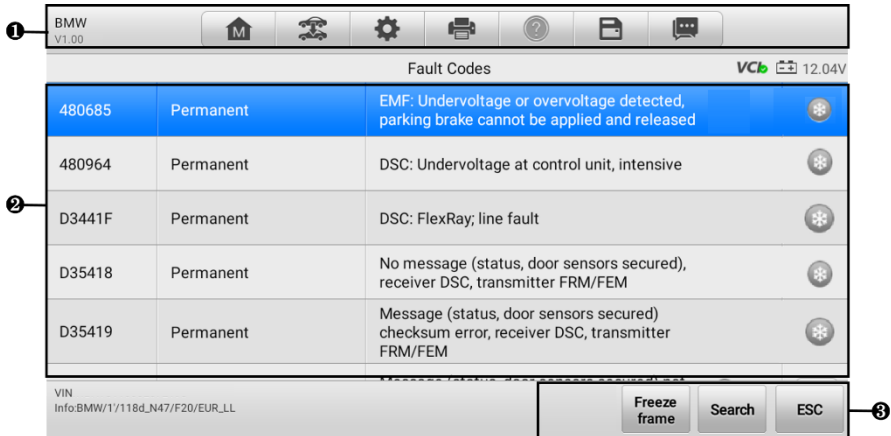 ❶
BMW
V1.00
M
?
Fault Codes
VCI
12.04V
❷
480685 Permanent EMF: Undervoltage or overvoltage detected,
parking brake cannot be applied and released
480964 Permanent DSC: Undervoltage at control unit, intensive
D3441F Permanent DSC: FlexRay; line fault
D35418 Permanent No message (status, door sensors secured),
receiver DSC, transmitter FRM/FEM
D35419 Permanent Message (status, door sensors secured)
checksum error, receiver DSC, transmitter
FRM/FEM
VIN
Info:BMW/1'/118d_N47/F20/EUR_LL
Freeze
frame
Search
ESC
❸